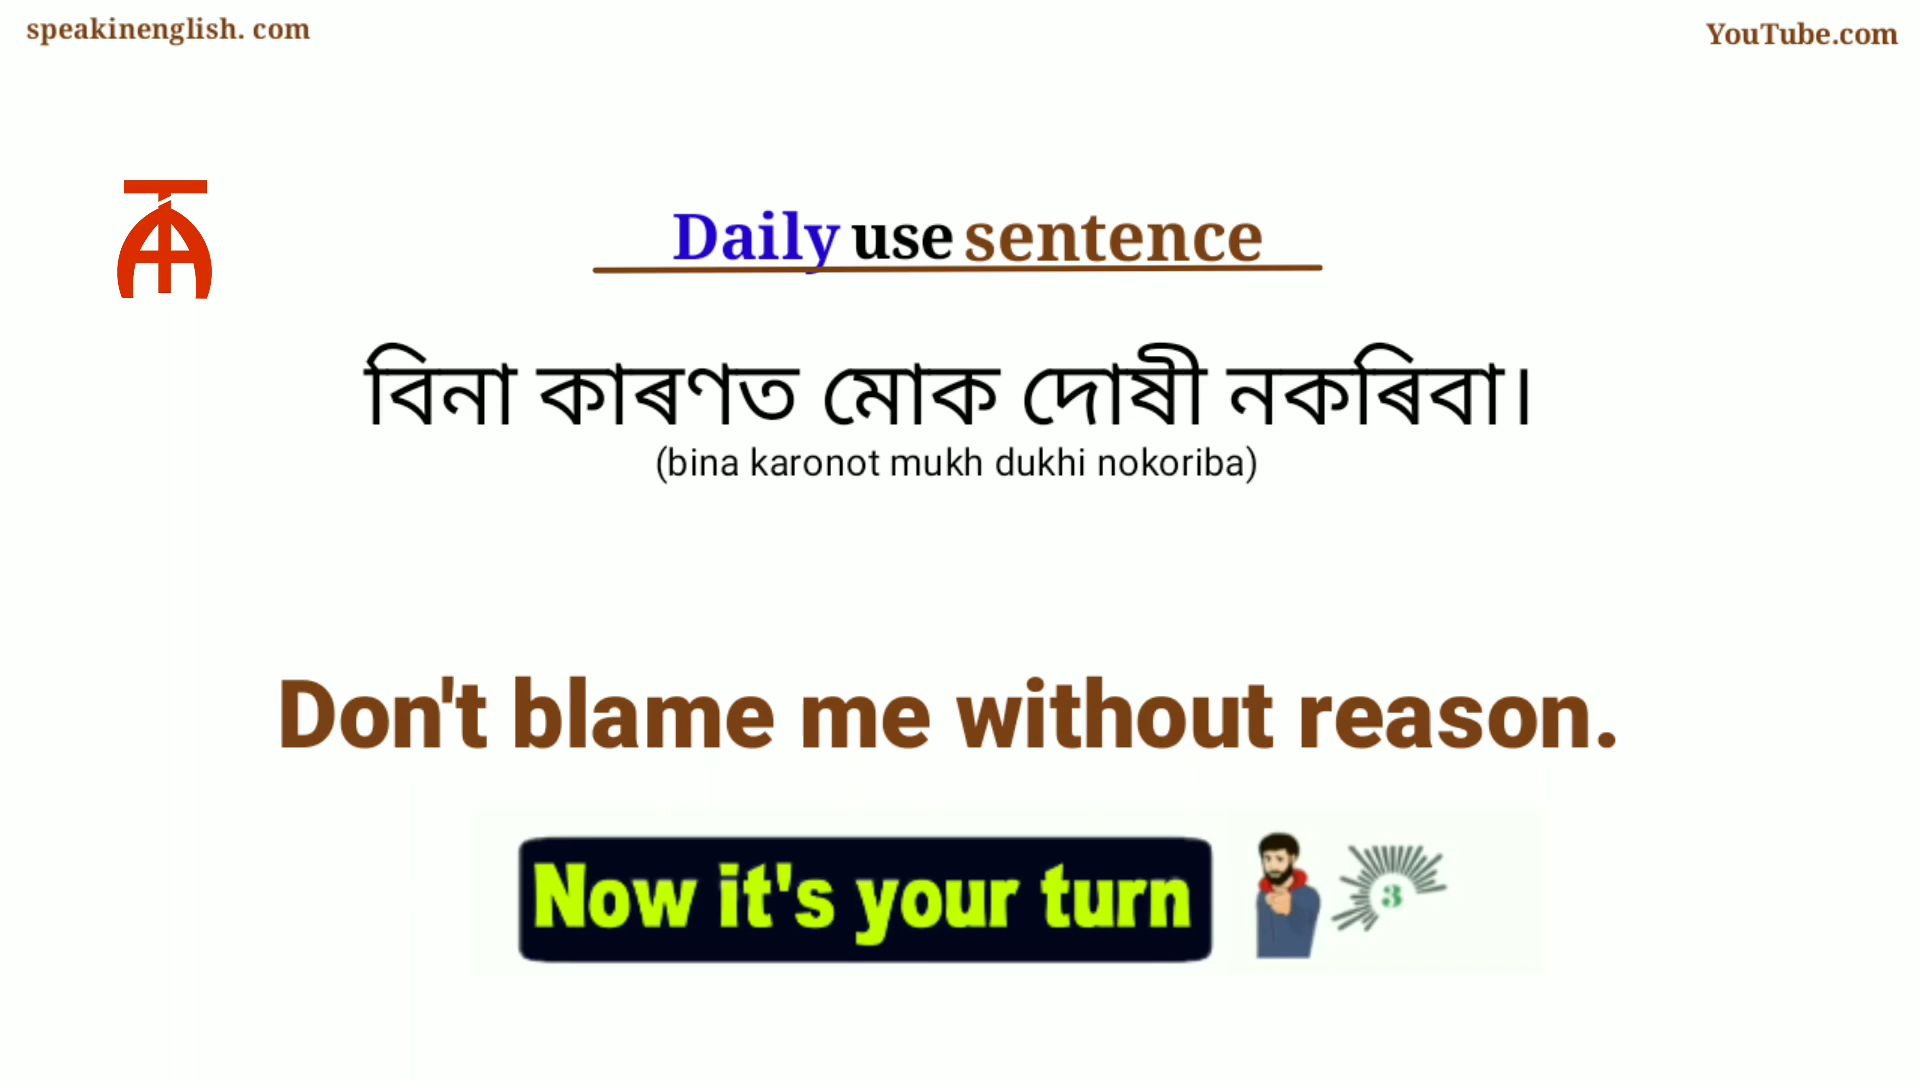 speakinenglish. com
YouTube.com
Daily use sentence
বিনা কাৰণত মোক দোষী নকৰিবা।
(bina karonot mukh dukhi nokoriba)
Don't blame me without reason.
Now it's your turn
3